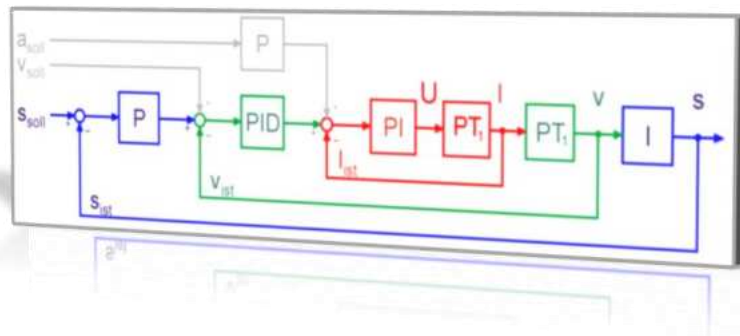 a_soll
P
v_soll
U I v s
s_soll P PID PI PT₁ PT₁ I
I_ist
v_ist
s_ist